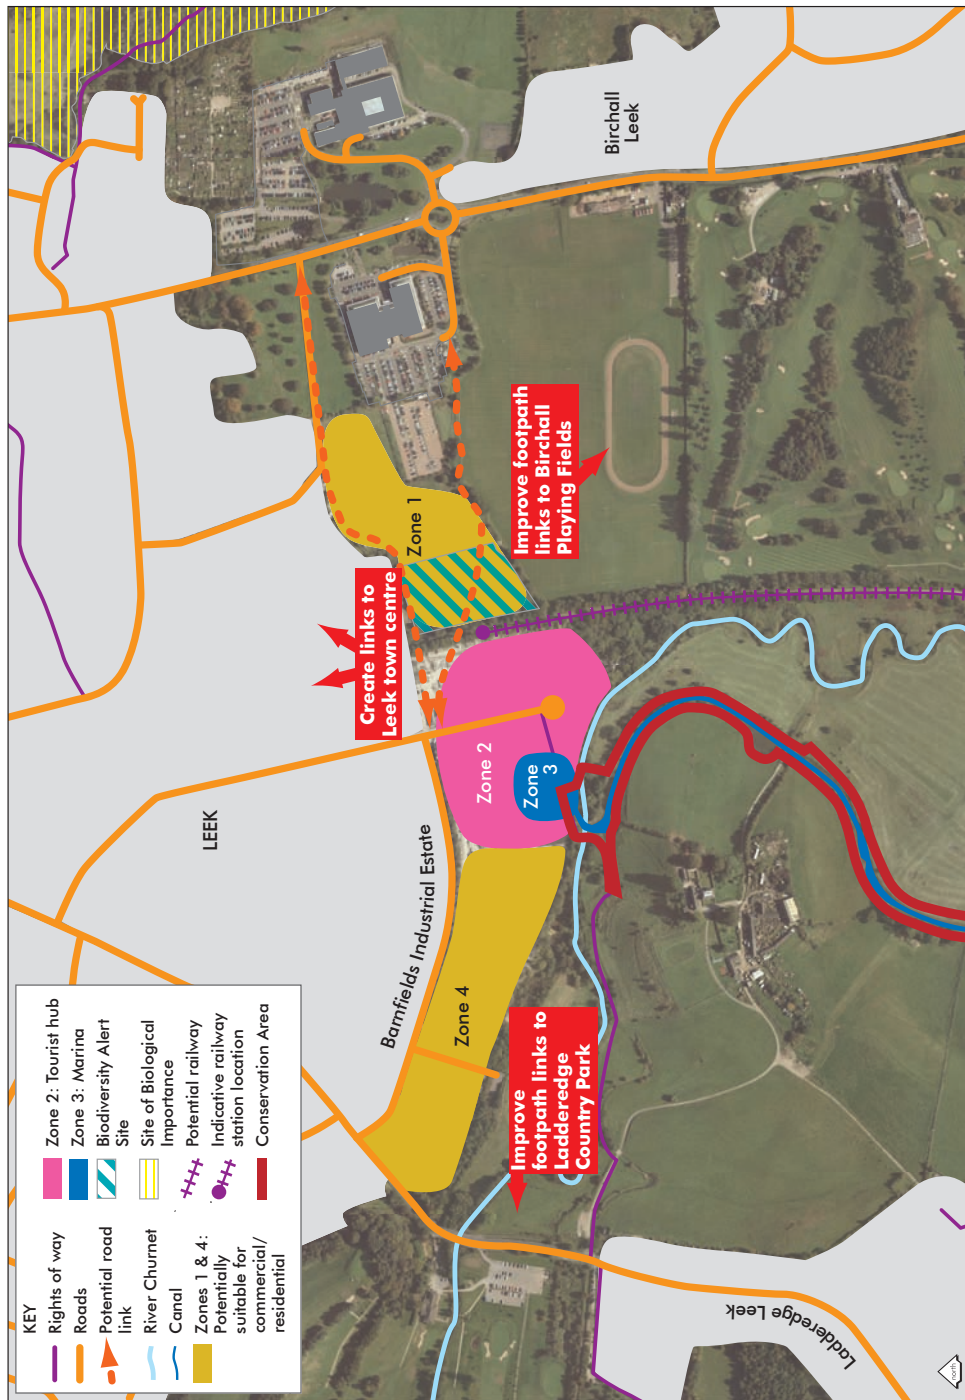 KEY
Rights of way
Roads
Potential road
link
River Churnet
Canal
Zones 1 & 4:
Potentially
suitable for
commercial/
residential
Zone 2: Tourist hub
Zone 3: Marina
Biodiversity Alert
Site
Site of Biological
Importance
Potential railway
Indicative railway
station location
Conservation Area
LEEK
Barnfields Industrial Estate
Zone 4
Zone 2
Zone
3
Zone 1
Create links to
Leek town centre
Improve footpath
links to Birchall
Playing Fields
Improve
footpath links to
Ladderedge
Country Park
Birchall
Leek
Ladderedge Leek
north